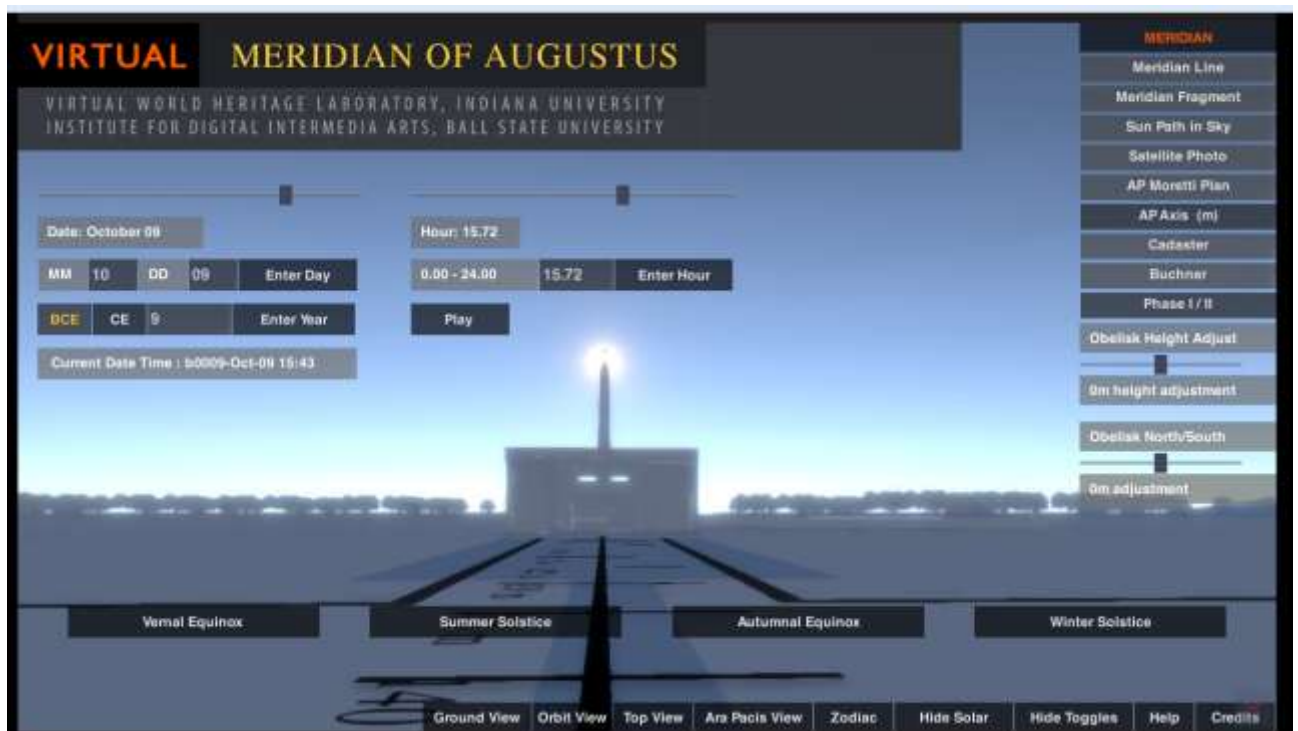 VIRTUAL MERIDIAN OF AUGUSTUS
VIRTUAL WORLD HERITAGE LABORATORY, INDIANA UNIVERSITY
INSTITUTE FOR DIGITAL INTERMEDIA ARTS, BALL STATE UNIVERSITY
Date: October 09
MM 10 DD 09 Enter Day
BCE CE 9 Enter Year
Current Date Time : b0009-Oct-09 15:43
Hour: 15.72
0.00 - 24.00 15.72 Enter Hour
Play
MERIDIAN
Meridian Line
Meridian Fragment
Sun Path in Sky
Satellite Photo
AP Moretti Plan
AP Axis (m)
Cadaster
Buchner
Phase I / II
Obelisk Height Adjust
0m height adjustment
Obelisk North/South
0m adjustment
Vernal Equinox Summer Solstice Autumnal Equinox Winter Solstice
Ground View Orbit View Top View Ara Pacis View Zodiac Hide Solar Hide Toggles Help Credits